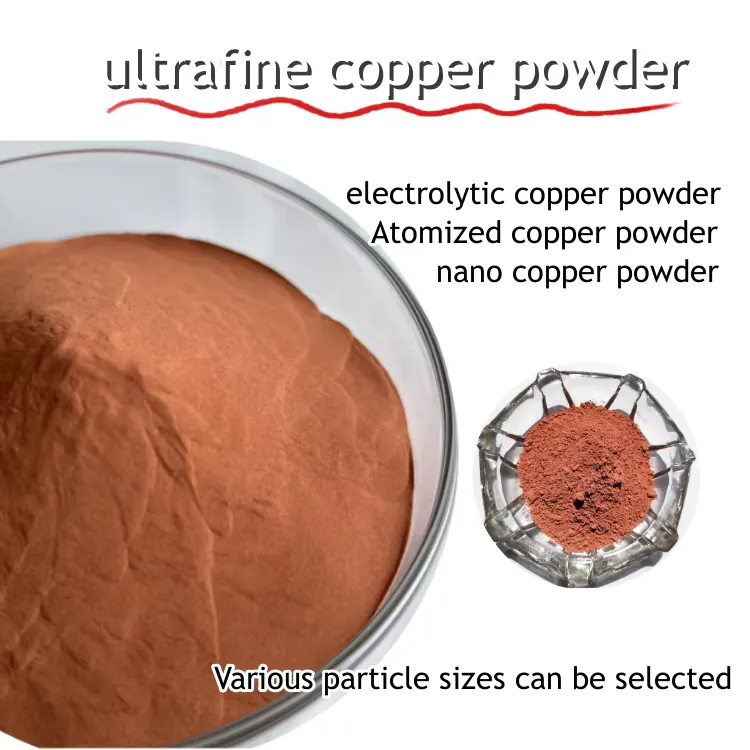 ultrafine copper powder
electrolytic copper powder
Atomized copper powder
nano copper powder
Various particle sizes can be selected